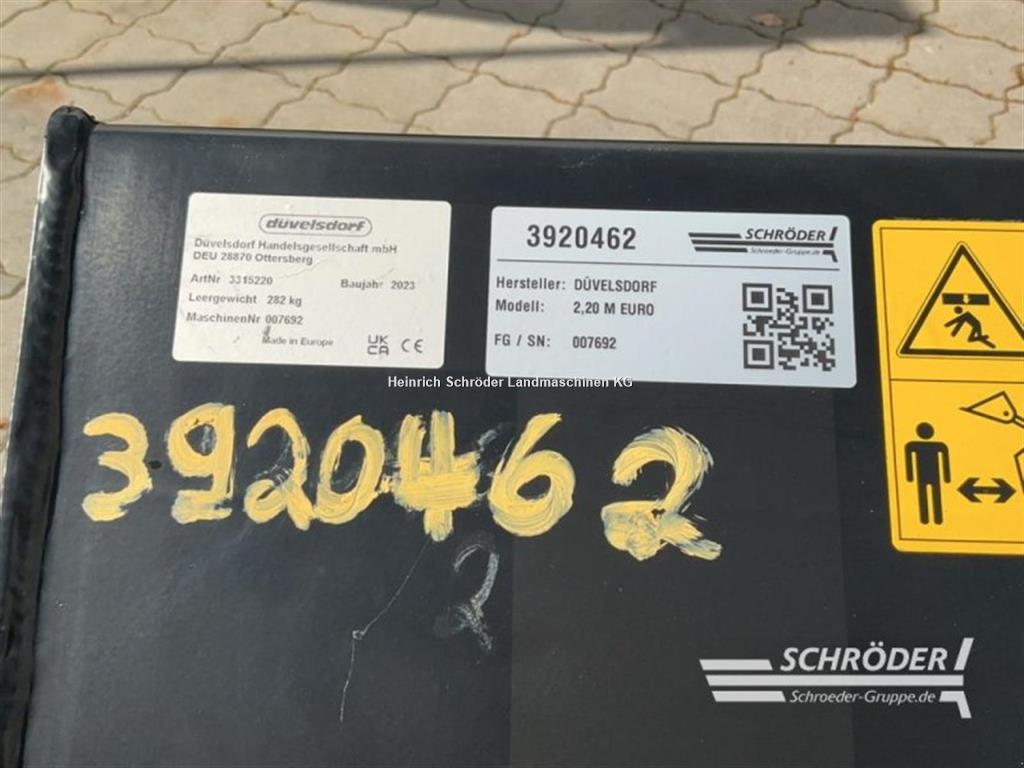 düvelsdorf
Düvelsdorf Handelsgesellschaft mbH
DEU 28870 Ottersberg
ArtNr 3315220 Baujahr 2023
Leergewicht 282 kg
MaschinenNr 007692
Made in Europe
UK
CA CE
3920462
SCHRÖDER
Schroeder-Gruppe.de
Hersteller: DÜVELSDORF
Modell: 2,20 M EURO
FG / SN: 007692
Heinrich Schröder Landmaschinen KG
3920462
2
SCHRÖDER
Schroeder-Gruppe.de